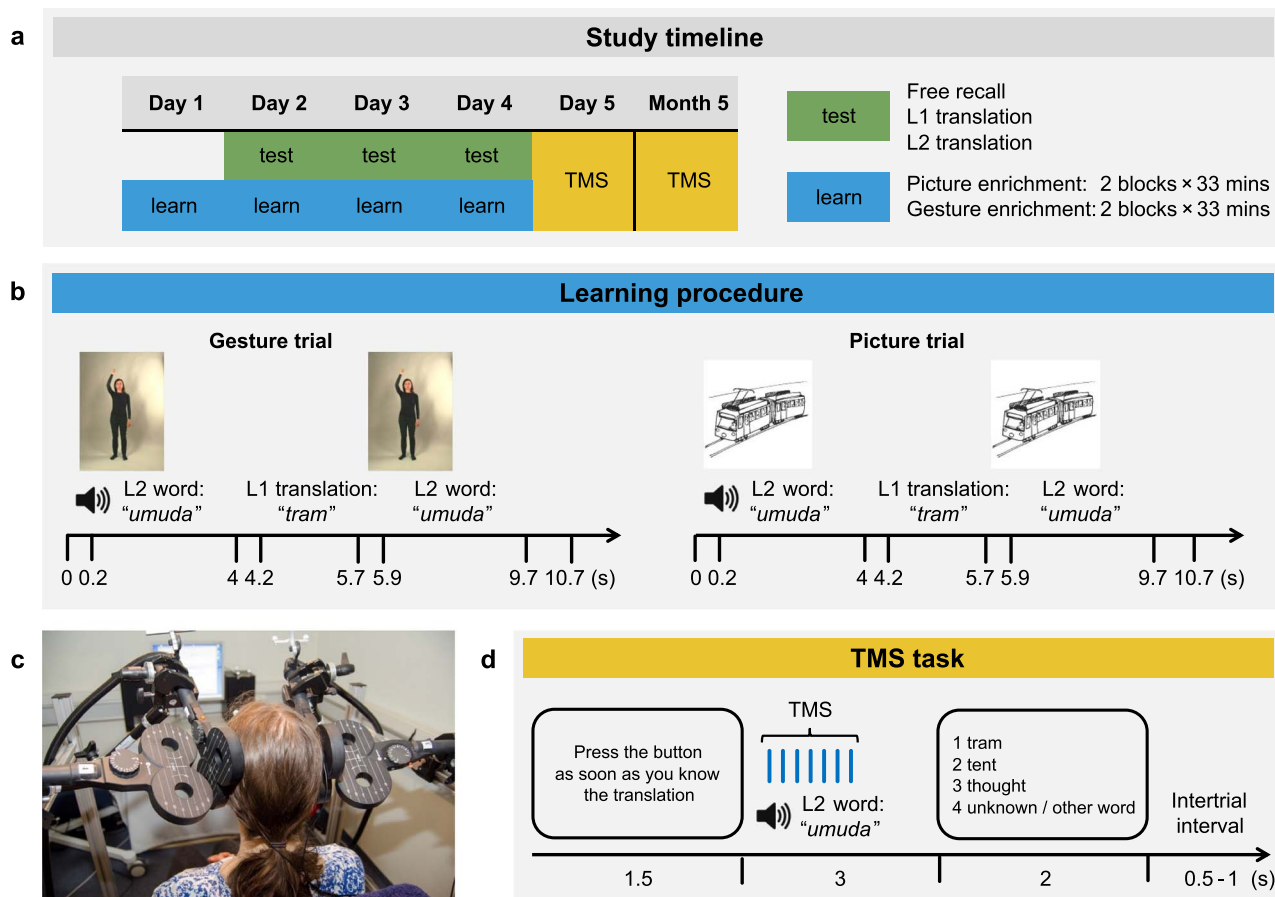 a
Study timeline
Day 1 Day 2 Day 3 Day 4 Day 5 Month 5
test test test
TMS TMS
learn learn learn learn
test
Free recall
L1 translation
L2 translation
learn
Picture enrichment: 2 blocks × 33 mins
Gesture enrichment: 2 blocks × 33 mins
b
Learning procedure
Gesture trial
L2 word: L1 translation: L2 word:
“umuda” “tram” “umuda”
0 0.2 4 4.2 5.7 5.9 9.7 10.7 (s)
Picture trial
L2 word: L1 translation: L2 word:
“umuda” “tram” “umuda”
0 0.2 4 4.2 5.7 5.9 9.7 10.7 (s)
c
d
TMS task
Press the button
as soon as you know
the translation
TMS
L2 word:
“umuda”
1 tram
2 tent
3 thought
4 unknown / other word
Intertrial
interval
1.5 3 2 0.5 - 1 (s)